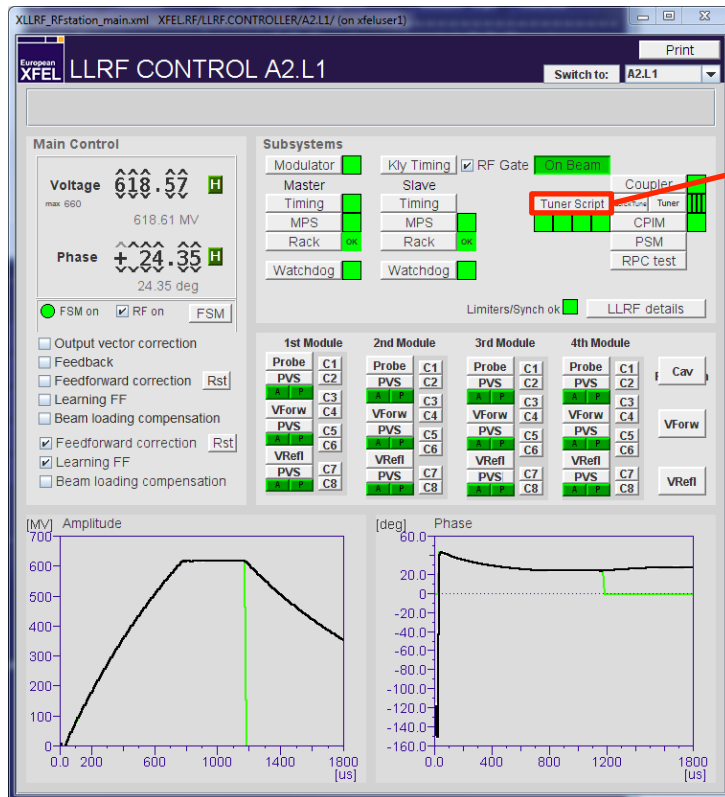 XLLRF_RFstation_main.xml XFEL.RF/LLRF.CONTROLLER/A2.L1/ (on xfeluser1)
Print
European
XFEL
LLRF CONTROL A2.L1
Switch to: A2.L1
Main Control
Voltage 618.57 H
max 660
618.61 MV
Phase +24.35 H
24.35 deg
FSM on RF on FSM
Output vector correction
Feedback
Feedforward correction Rst
Learning FF
Beam loading compensation
Feedforward correction Rst
Learning FF
Beam loading compensation
Subsystems
Modulator Kly Timing RF Gate On Beam
Master Slave Coupler
Timing Timing Tuner Script Tuner
MPS MPS CPIM
Rack OK Rack OK PSM
RPC test
Watchdog Watchdog
Limiters/Synch ok LLRF details
1st Module 2nd Module 3rd Module 4th Module
Probe C1 Probe C1 Probe C1 Probe C1 Cav
PVS C2 PVS C2 PVS C2 PVS C2
A P C3 A P C3 A P C3 A P C3
VForw C4 VForw C4 VForw C4 VForw C4 VForw
PVS C5 PVS C5 PVS C5 PVS C5
A P C6 A P C6 A P C6 A P C6
VRefl VRefl VRefl VRefl
PVS C7 PVS C7 PVS C7 PVS C7 VRefl
A P C8 A P C8 A P C8 A P C8
[MV] Amplitude
700
600
500
400
300
200
100
0
0.0 200 600 1000 1400 1800
[us]
[deg] Phase
60.0
20.0
0
-20.0
-40.0
-60.0
-80.0
-100.0
-120.0
-140.0
-160.0
0.0 400 800 1200 1800
[us]